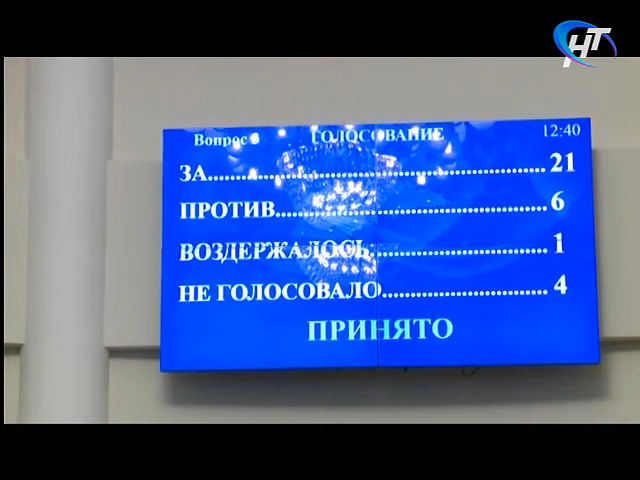 НТ
Вопрос ГОЛОСОВАНИЕ 12:40
ЗА.......................................................21
ПРОТИВ............................................6
ВОЗДЕРЖАЛОСЬ.............................1
НЕ ГОЛОСОВАЛО...........................4
ПРИНЯТО